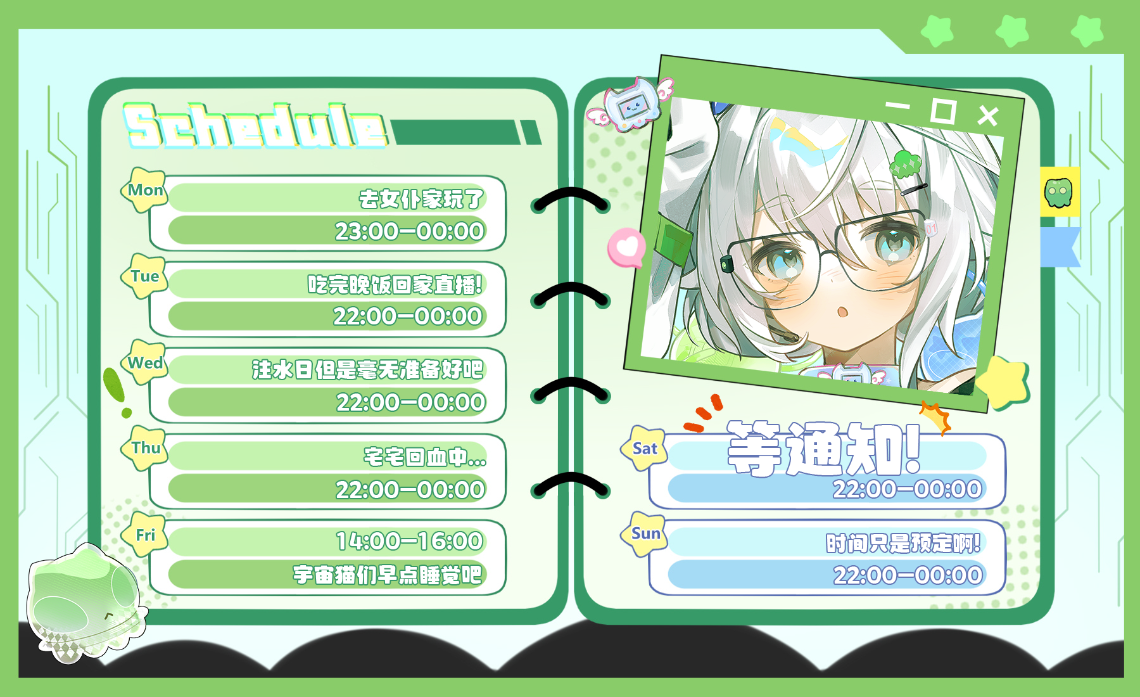 Schedule
Mon
去女仆家玩了
23:00—00:00
Tue
吃完晚饭回家直播!
22:00—00:00
Wed
注水日但是毫无准备好吧
22:00—00:00
Thu
宅宅回血中...
22:00—00:00
Fri
14:00—16:00
宇宙猫们早点睡觉吧
Sat
等通知!
22:00—00:00
Sun
时间只是预定啊!
22:00—00:00